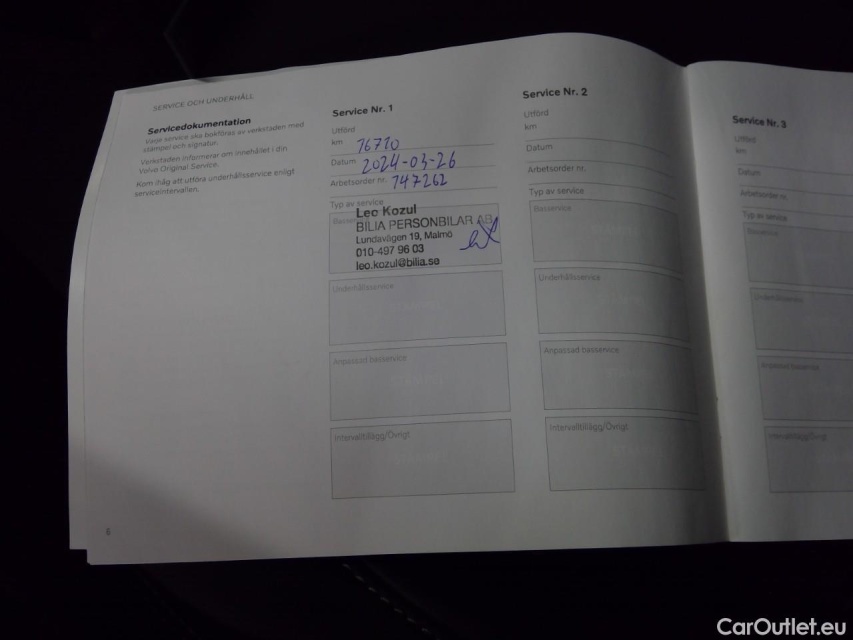 SERVICE OCH UNDERHÅLL
Servicedokumentation
Varje service ska bokföras av verkstaden med
stämpel och signatur.
Verkstaden informerar om innehållet i din
Volvo Original Service.
Kom ihåg att utföra underhållsservice enligt
serviceintervallen.
6
Service Nr. 1
Utförd
km 76710
Datum 2024-03-26
Arbetsorder nr. 747262
Typ av service
Leo Kozul
BILIA PERSONBILAR AB
Lundavägen 19, Malmö
010-497 96 03
leo.kozul@bilia.se
Underhållsservice
Anpassad basservice
Intervalltillägg/Övrigt
Service Nr. 2
Utförd
km
Datum
Arbetsorder nr.
Typ av service
Basservice
Underhållsservice
Anpassad basservice
Intervalltillägg/Övrigt
Service Nr. 3
Utförd
km
Datum
Arbetsorder nr.
Typ av service
Basservice
Underhållsservice
Anpassad basservice
Intervalltillägg/Övrigt
CarOutlet.eu